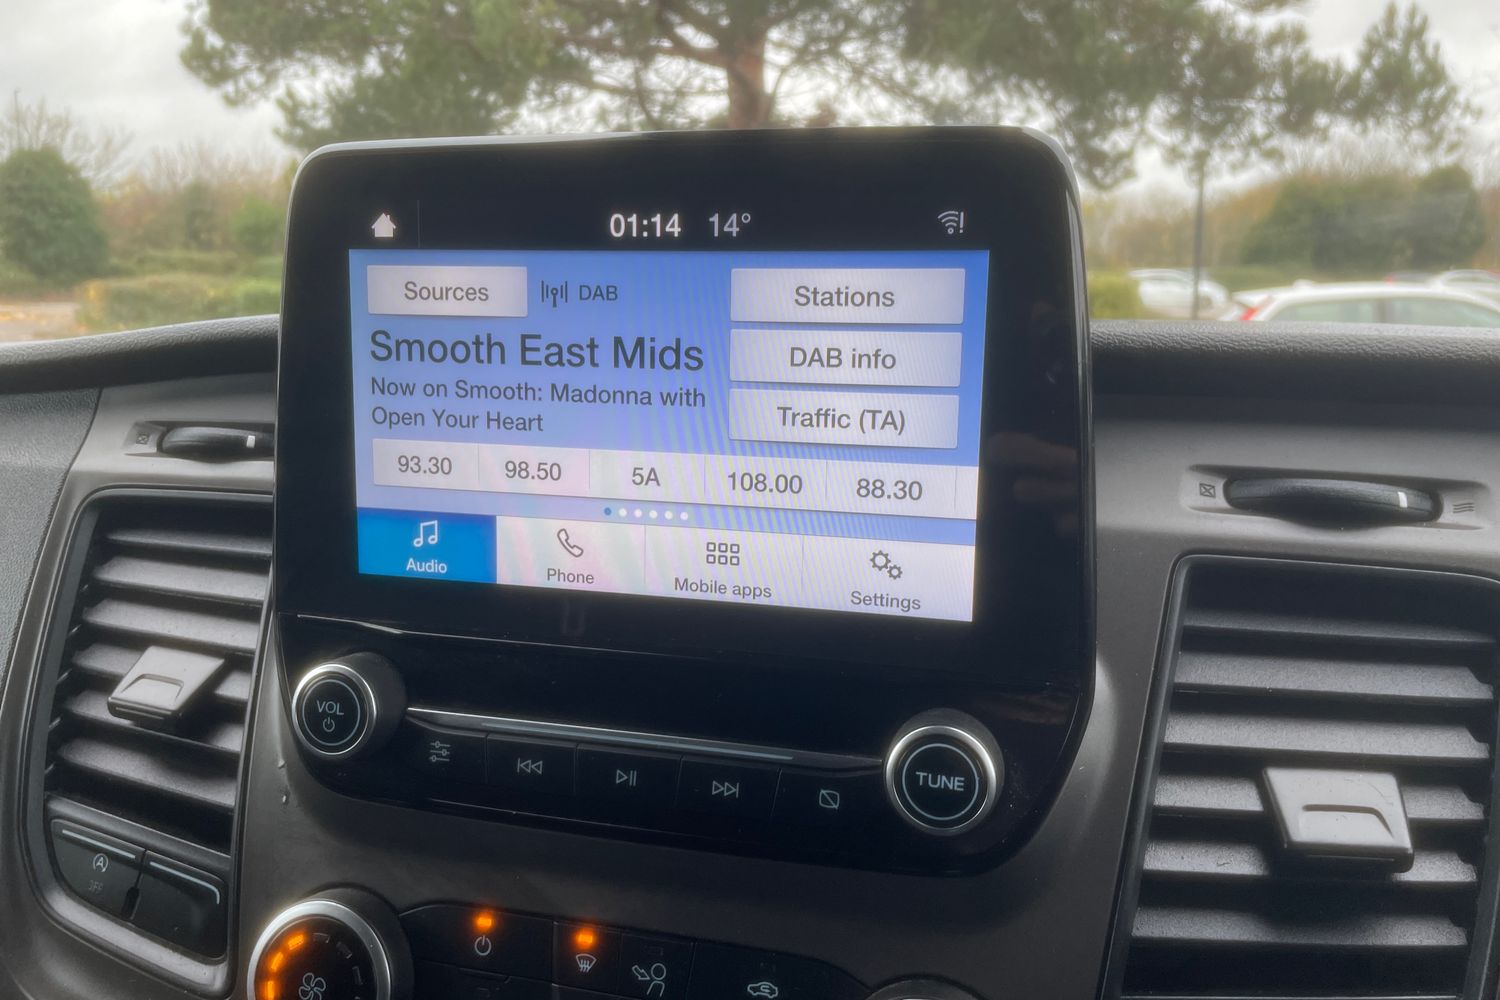 01:14 14°
Sources DAB Stations
Smooth East Mids
DAB info
Now on Smooth: Madonna with
Open Your Heart
Traffic (TA)
93.30 98.50 5A 108.00 88.30
Audio Phone Mobile apps Settings
VOL
TUNE
A
OFF